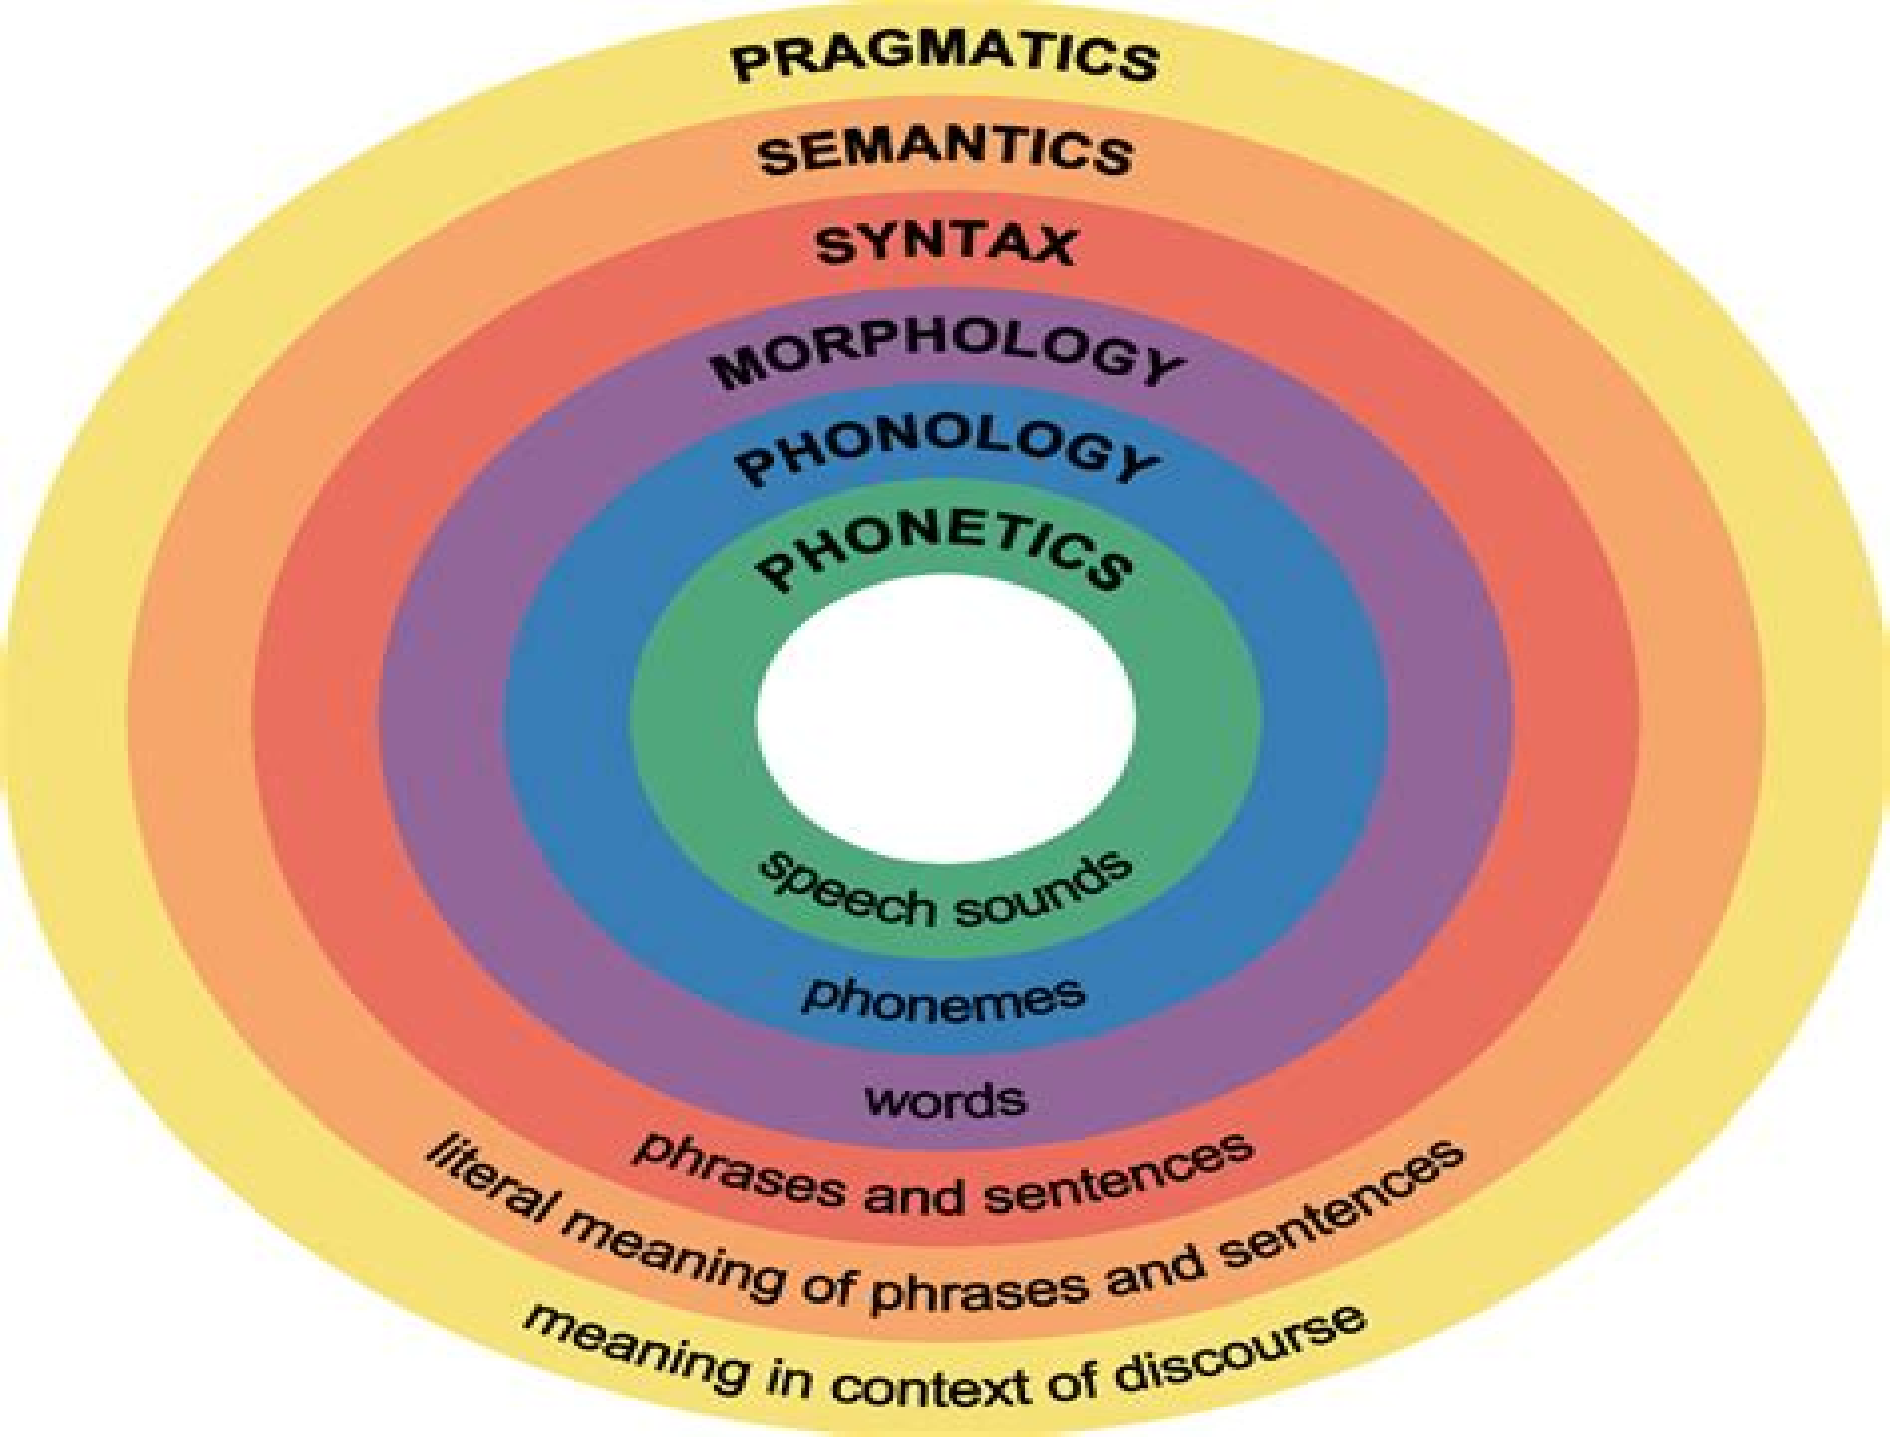 PRAGMATICS
SEMANTICS
SYNTAX
MORPHOLOGY
PHONOLOGY
PHONETICS
speech sounds
phonemes
words
phrases and sentences
literal meaning of phrases and sentences
meaning in context of discourse